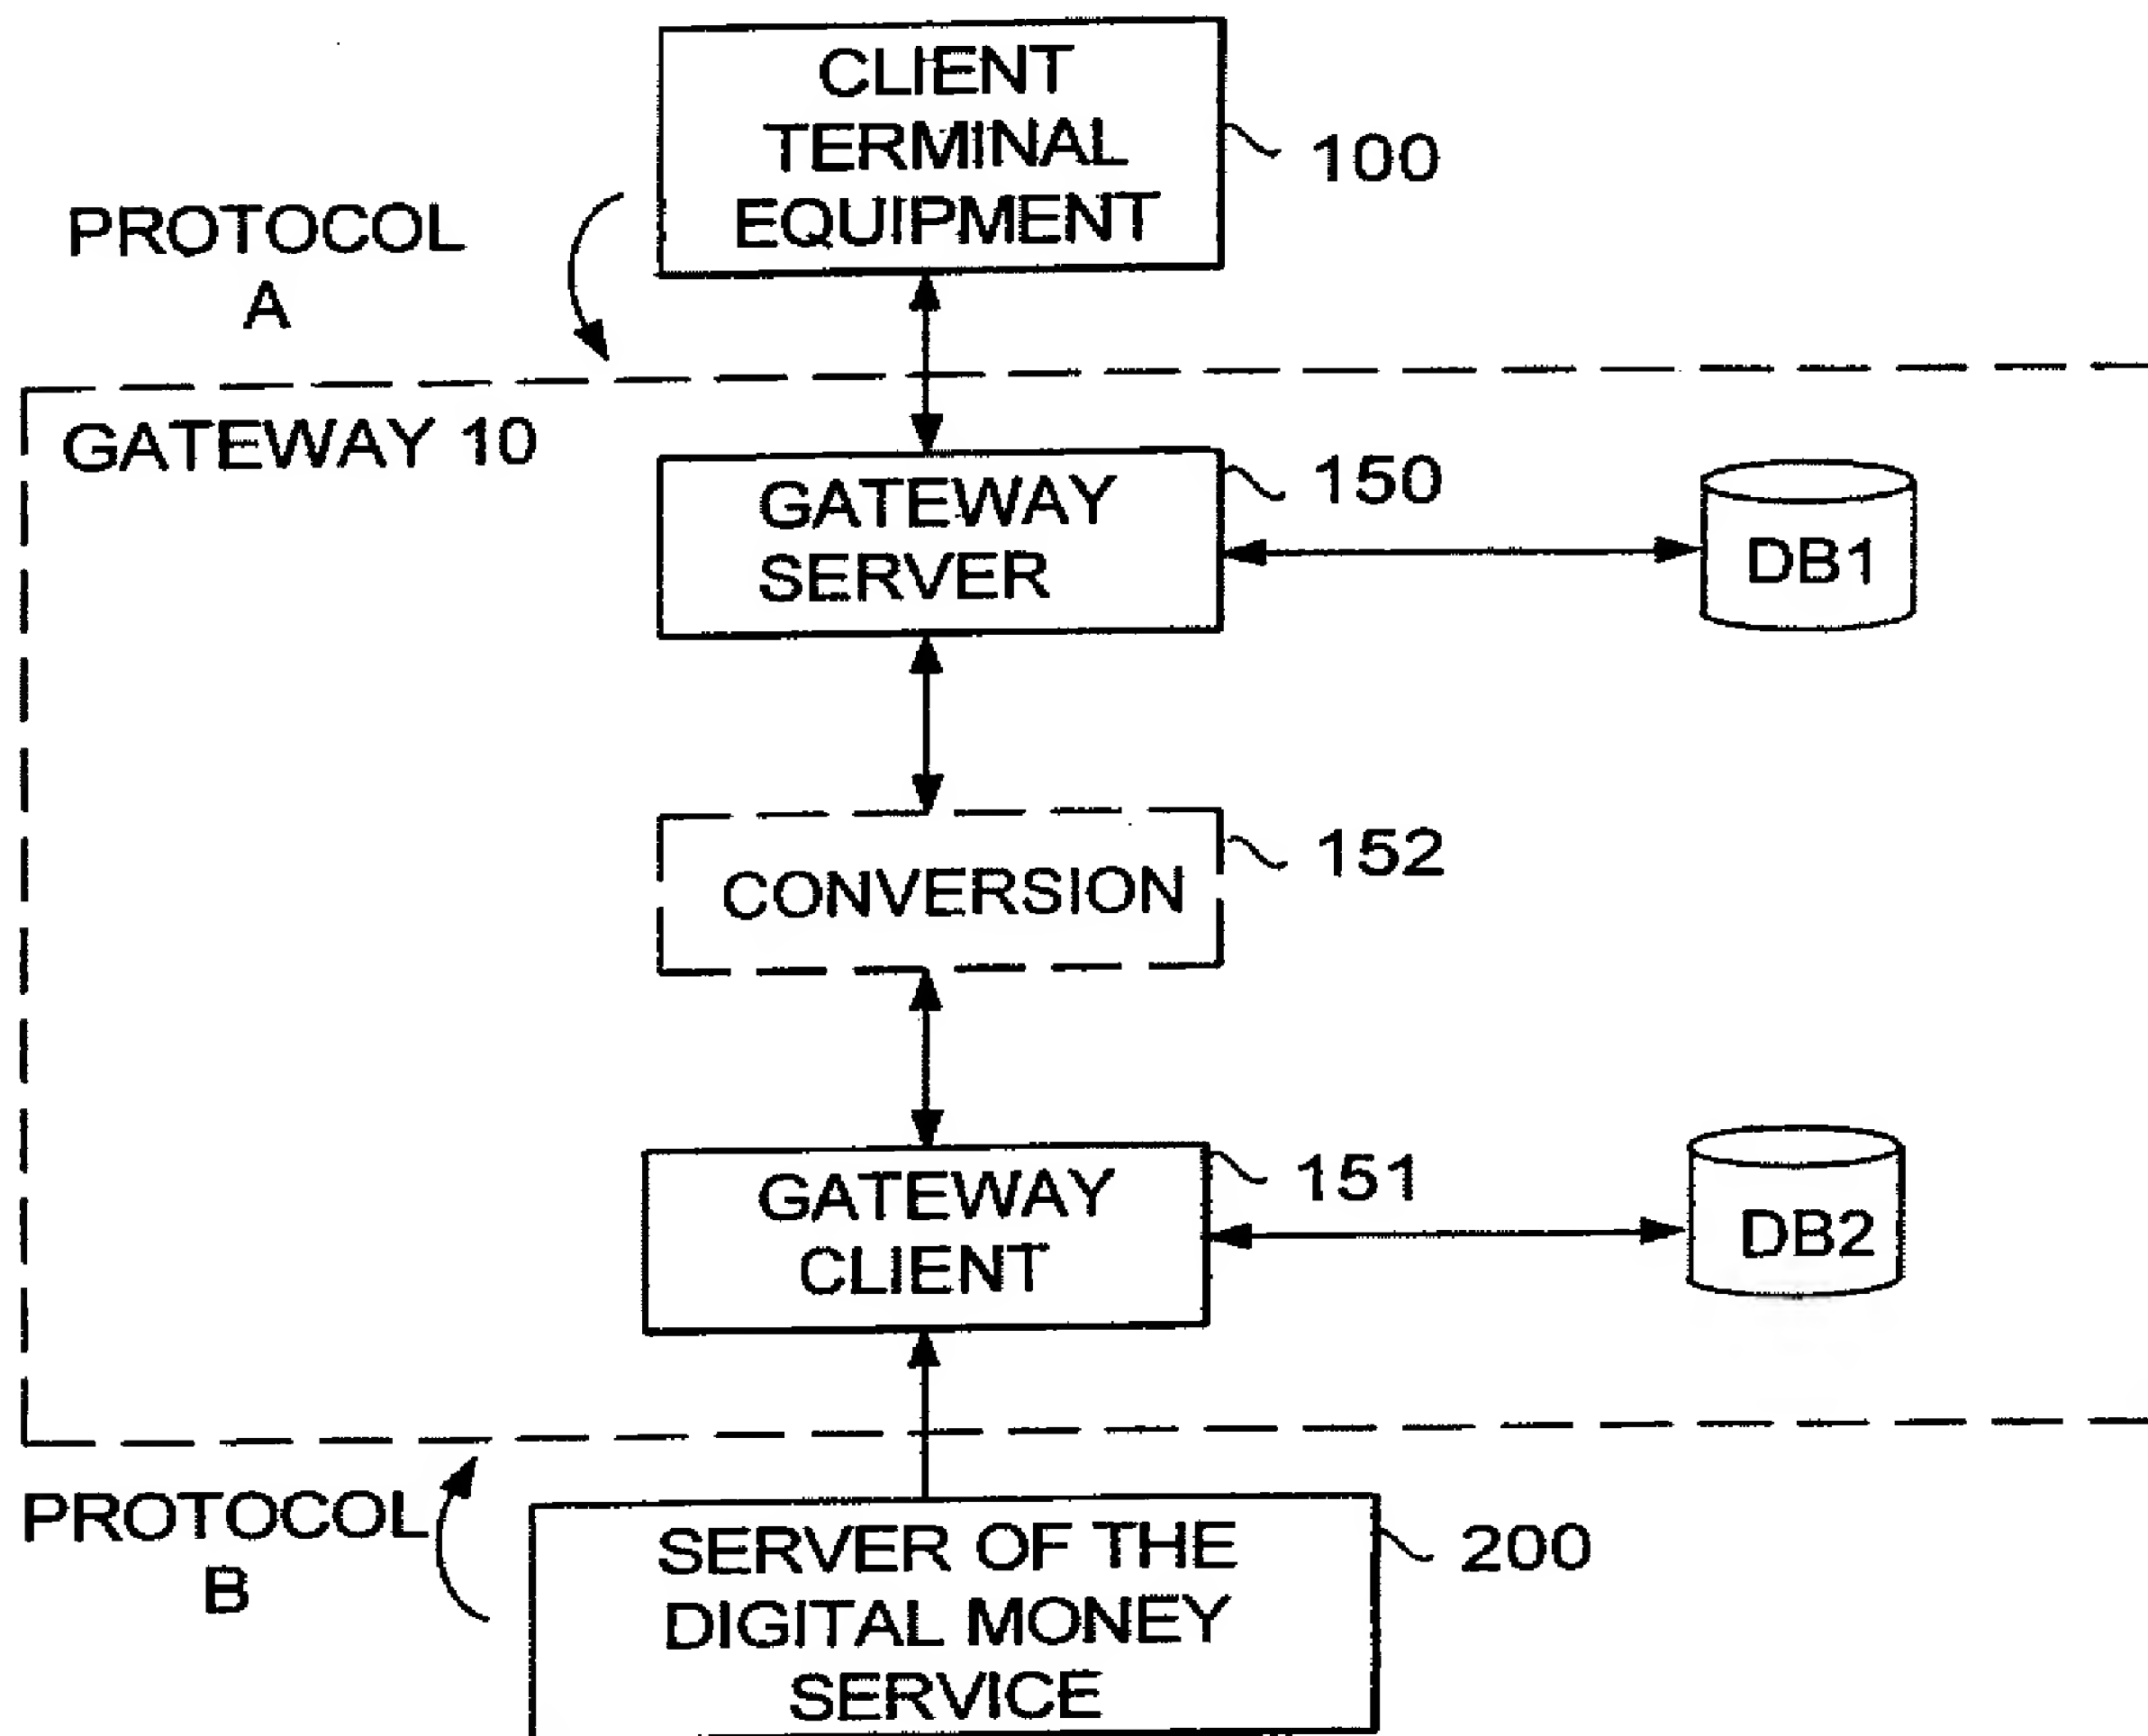 CLIENT
TERMINAL
EQUIPMENT
100
PROTOCOL
A
GATEWAY 10
GATEWAY
SERVER
150
DB1
CONVERSION
152
GATEWAY
CLIENT
151
DB2
PROTOCOL
B
SERVER OF THE
DIGITAL MONEY
SERVICE
200